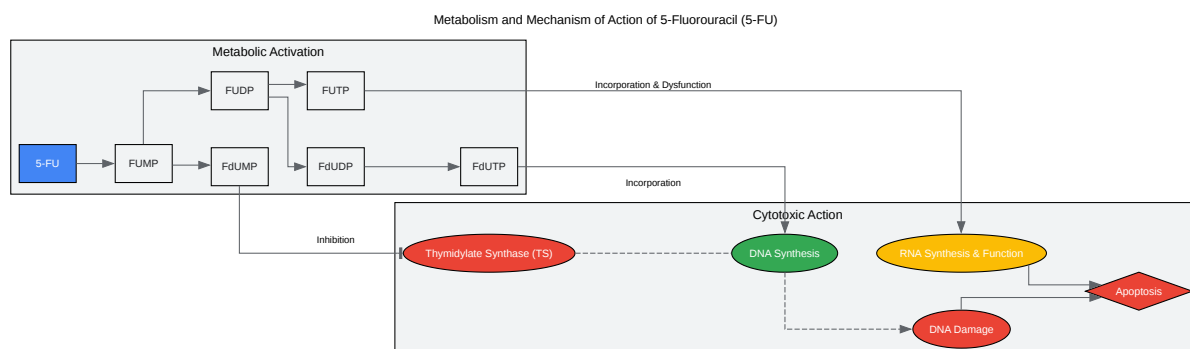 Metabolism and Mechanism of Action of 5-Fluorouracil (5-FU)
Metabolic Activation
FUDP
FUTP
Incorporation & Dysfunction
5-FU
FUMP
FdUMP
FdUDP
FdUTP
Incorporation
Cytotoxic Action
Inhibition
Thymidylate Synthase (TS)
DNA Synthesis
RNA Synthesis & Function
Apoptosis
DNA Damage